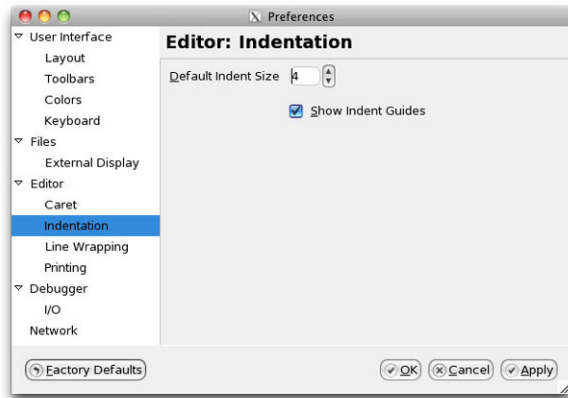 Preferences
User Interface
Layout
Toolbars
Colors
Keyboard
Files
External Display
Editor
Caret
Indentation
Line Wrapping
Printing
Debugger
I/O
Network
Editor: Indentation
Default Indent Size 4
Show Indent Guides
Factory Defaults
OK Cancel Apply